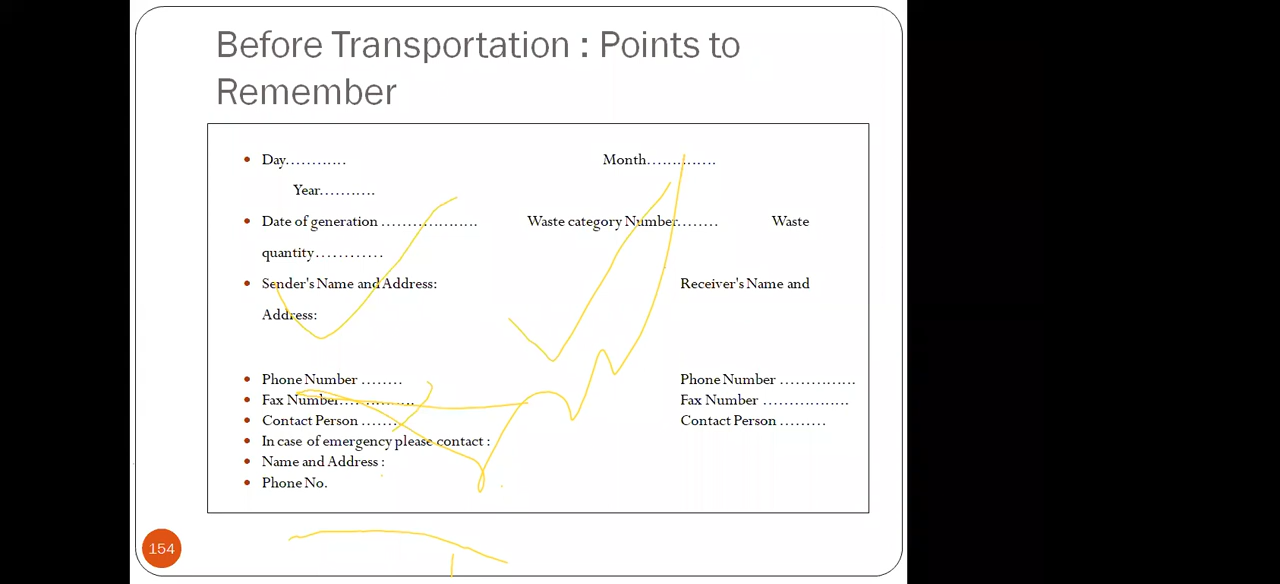 Before Transportation : Points to
Remember
• Day………… Month…………..
Year………..
• Date of generation ………………… Waste category Number…….. Waste
quantity…………
• Sender's Name and Address: Receiver's Name and
Address:
• Phone Number …….. Phone Number ……………
• Fax Number…………… Fax Number ………………
• Contact Person …….. Contact Person ………
• In case of emergency please contact :
• Name and Address :
• Phone No.
154